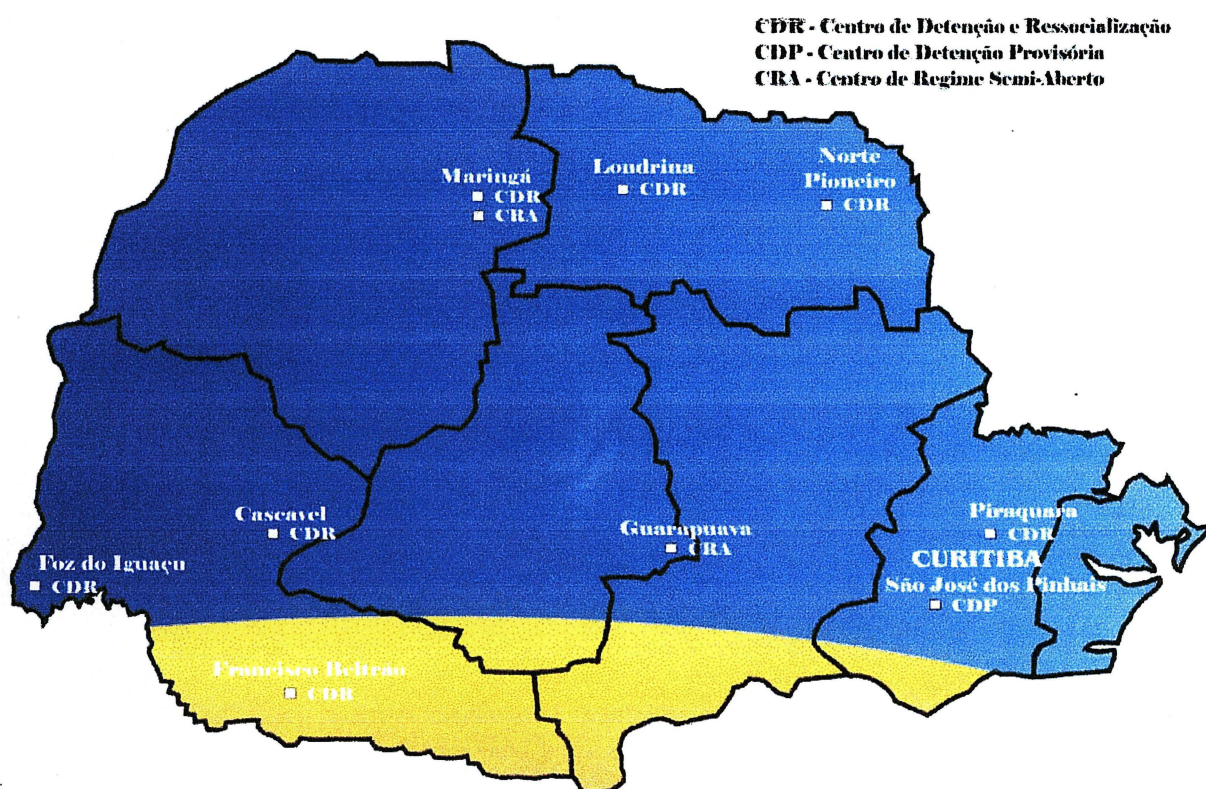 CDR - Centro de Detenção e Ressocialização
CDP - Centro de Detenção Provisória
CRA - Centro de Regime Semi-Aberto
Maringá
CDR
CRA
Londrina
CDR
Norte
Pioneiro
CDR
Cascavel
CDR
Foz do Iguaçu
CDR
Guarapuava
CRA
Piraquara
CDR
CURITIBA
São José dos Pinhais
CDP
Francisco Beltrão
CDR